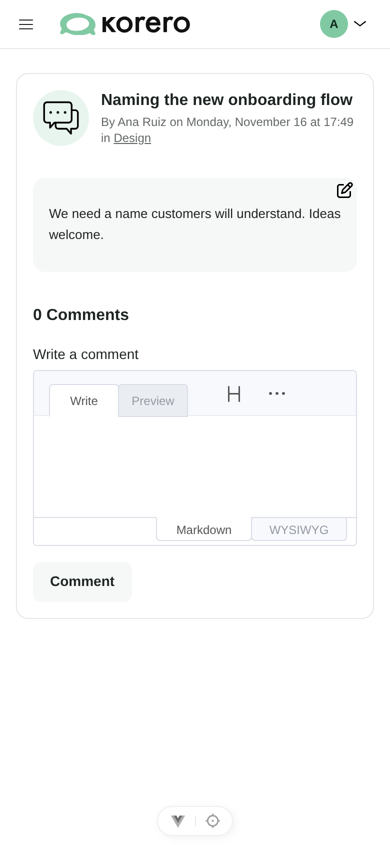 korero
A
Naming the new onboarding flow
By Ana Ruiz on Monday, November 16 at 17:49
in Design
We need a name customers will understand. Ideas
welcome.
0 Comments
Write a comment
Write
Preview
H
Markdown
WYSIWYG
Comment